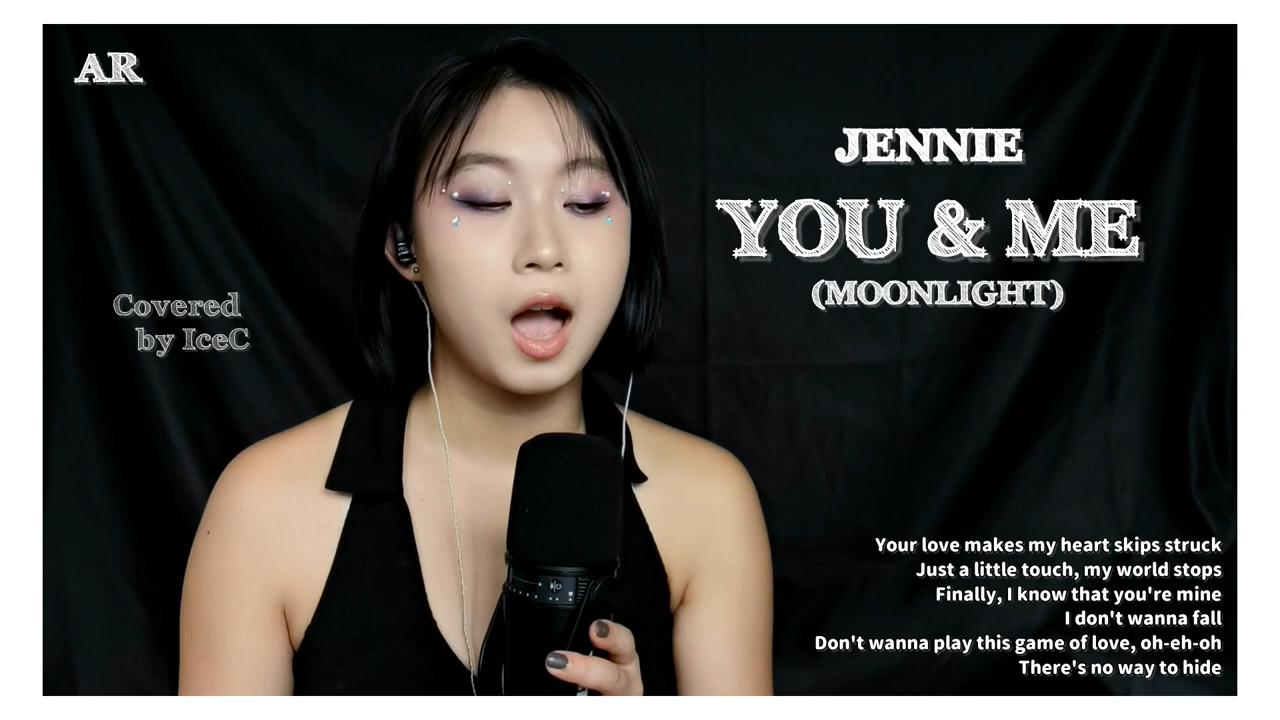 AR
JENNIE
YOU & ME
(MOONLIGHT)
Covered
by IceC
Your love makes my heart skips struck
Just a little touch, my world stops
Finally, I know that you're mine
I don't wanna fall
Don't wanna play this game of love, oh-eh-oh
There's no way to hide